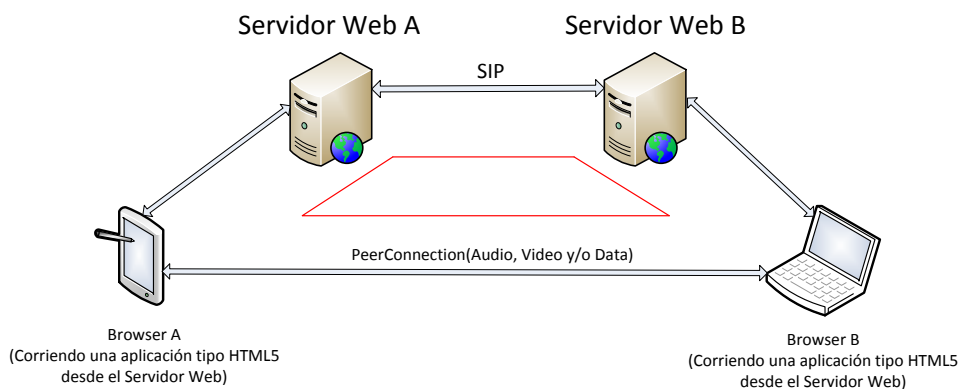 Servidor Web A
Servidor Web B
SIP
PeerConnection(Audio, Video y/o Data)
Browser A
(Corriendo una aplicación tipo HTML5
desde el Servidor Web)
Browser B
(Corriendo una aplicación tipo HTML5
desde el Servidor Web)